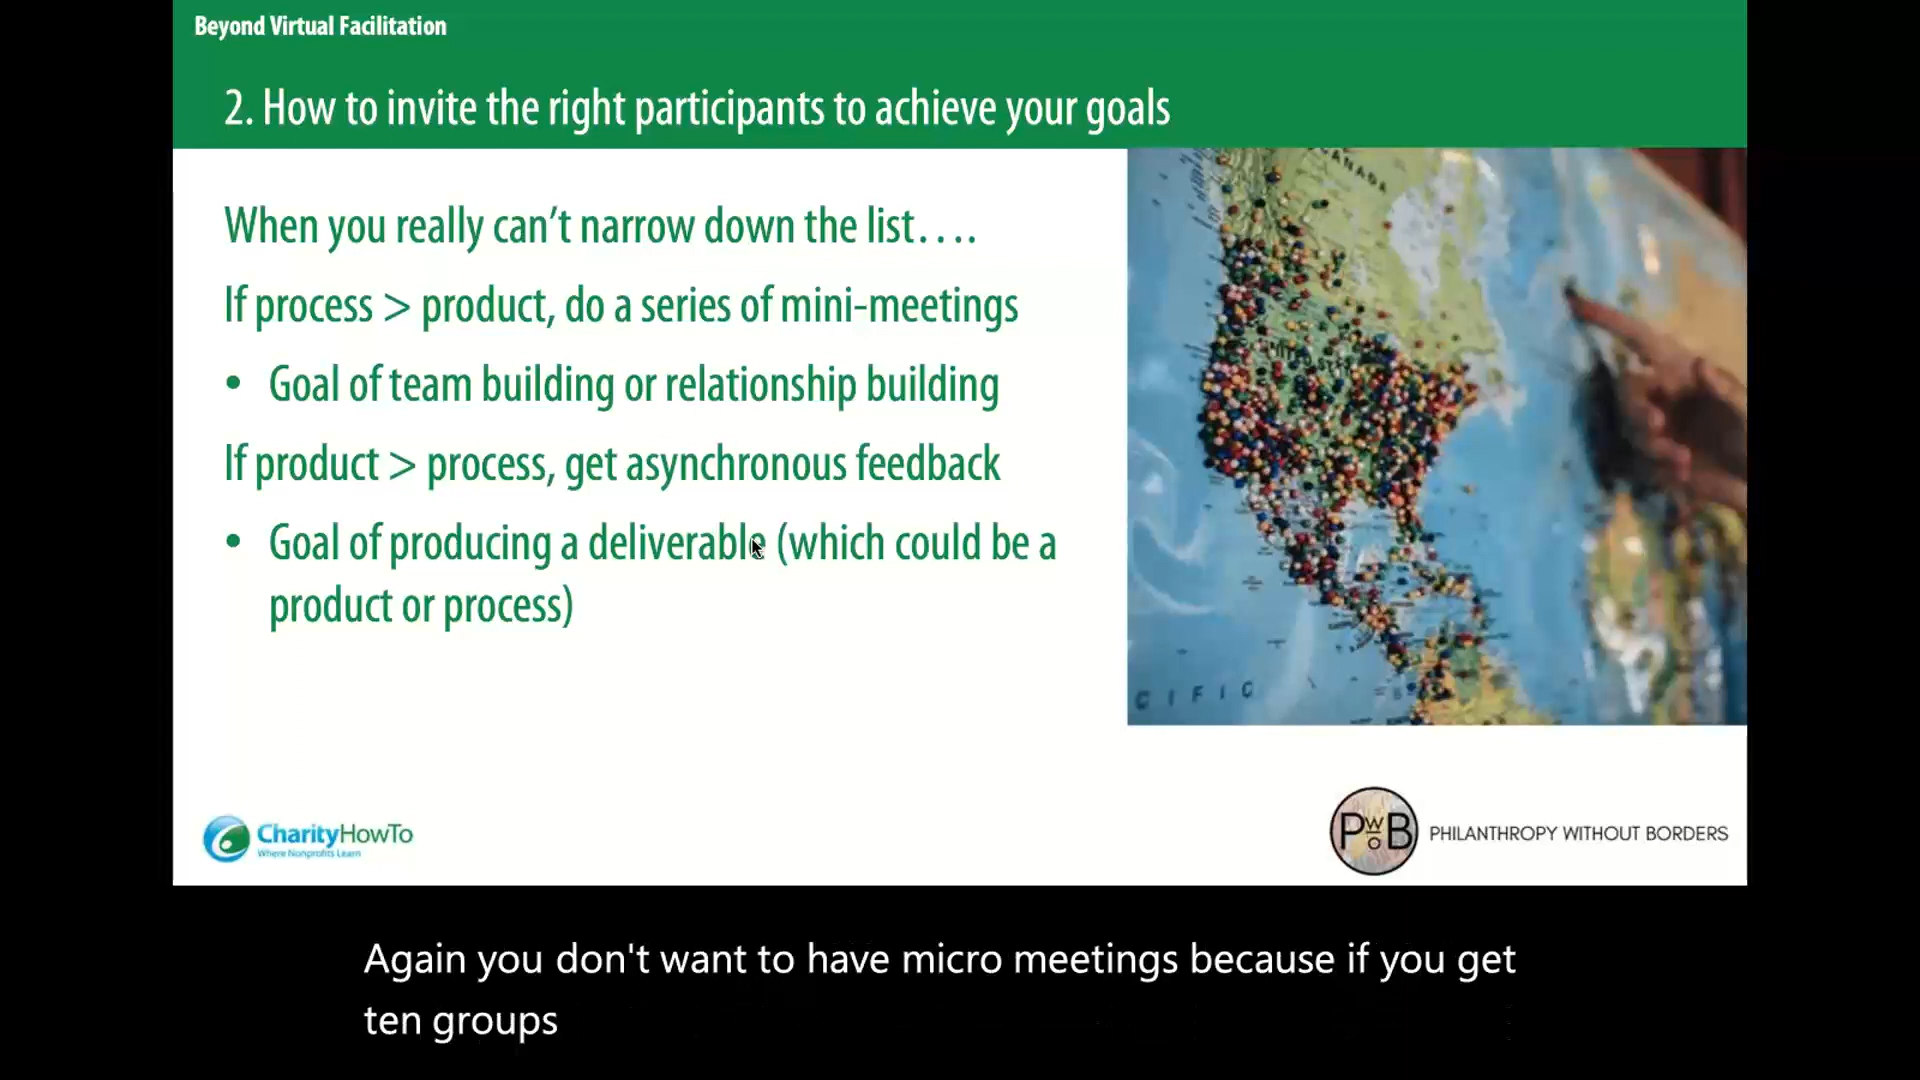 Beyond Virtual Facilitation
2. How to invite the right participants to achieve your goals
When you really can’t narrow down the list….
If process > product, do a series of mini-meetings
• Goal of team building or relationship building
If product > process, get asynchronous feedback
• Goal of producing a deliverable (which could be a
product or process)
CANADA
CIFIC
CharityHowTo
Where Nonprofits Learn
PWOB
PHILANTHROPY WITHOUT BORDERS
Again you don't want to have micro meetings because if you get
ten groups